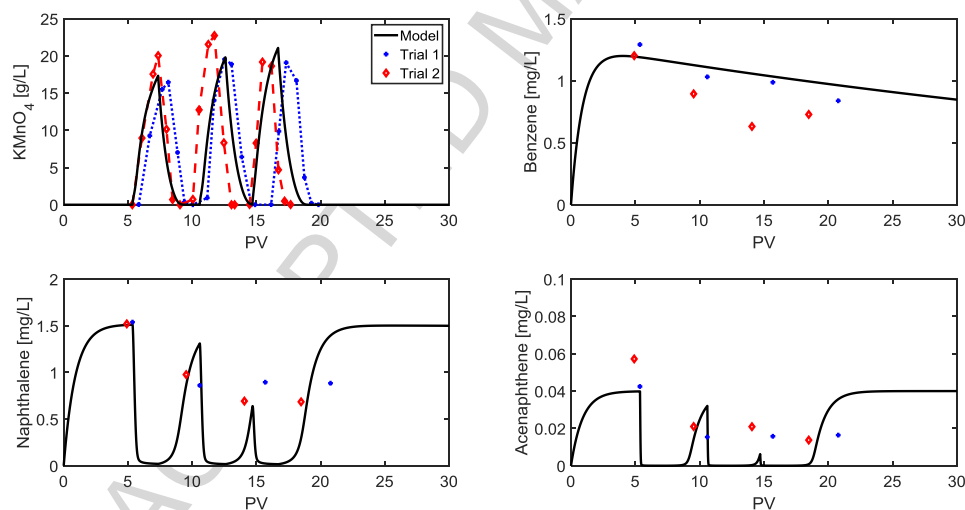 25
20
15
10
5
0
KMnO4 [g/L]
Model
Trial 1
Trial 2
0 5 10 15 20 25 30
PV
1.5
1
0.5
0
Benzene [mg/L]
0 5 10 15 20 25 30
PV
2
1.5
1
0.5
0
Naphthalene [mg/L]
0 5 10 15 20 25 30
PV
0.1
0.08
0.06
0.04
0.02
0
Acenaphthene [mg/L]
0 5 10 15 20 25 30
PV